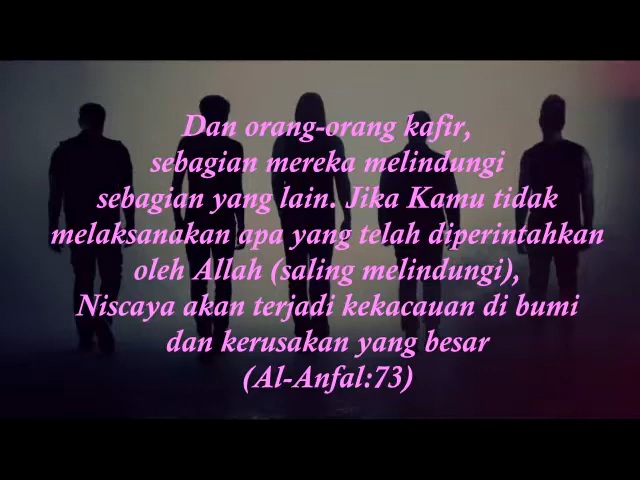 Dan orang-orang kafir,
sebagian mereka melindungi
sebagian yang lain. Jika Kamu tidak
melaksanakan apa yang telah diperintahkan
oleh Allah (saling melindungi),
Niscaya akan terjadi kekacauan di bumi
dan kerusakan yang besar
(Al-Anfal:73)